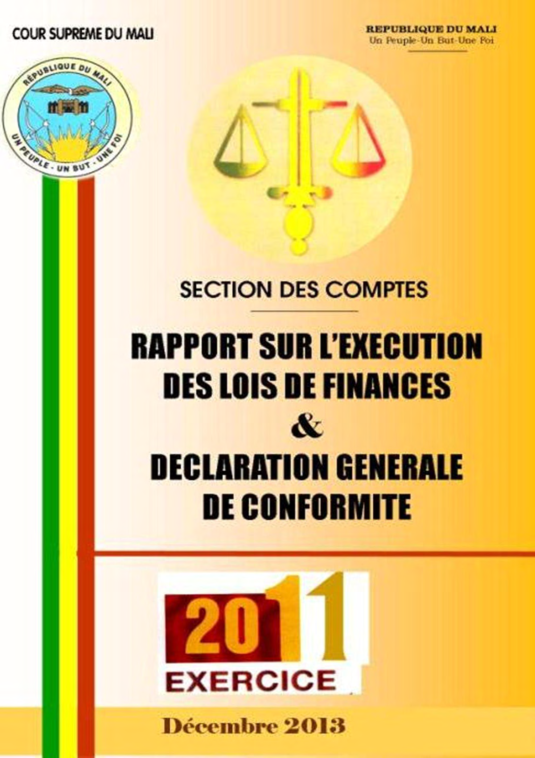 COUR SUPREME DU MALI
REPUBLIQUE DU MALI
Un Peuple-Un But-Une Foi
RÉPUBLIQUE DU MALI
UN PEUPLE - UN BUT - UNE FOI
SECTION DES COMPTES
RAPPORT SUR L'EXECUTION
DES LOIS DE FINANCES
&
DECLARATION GENERALE
DE CONFORMITE
2011
EXERCICE
Décembre 2013